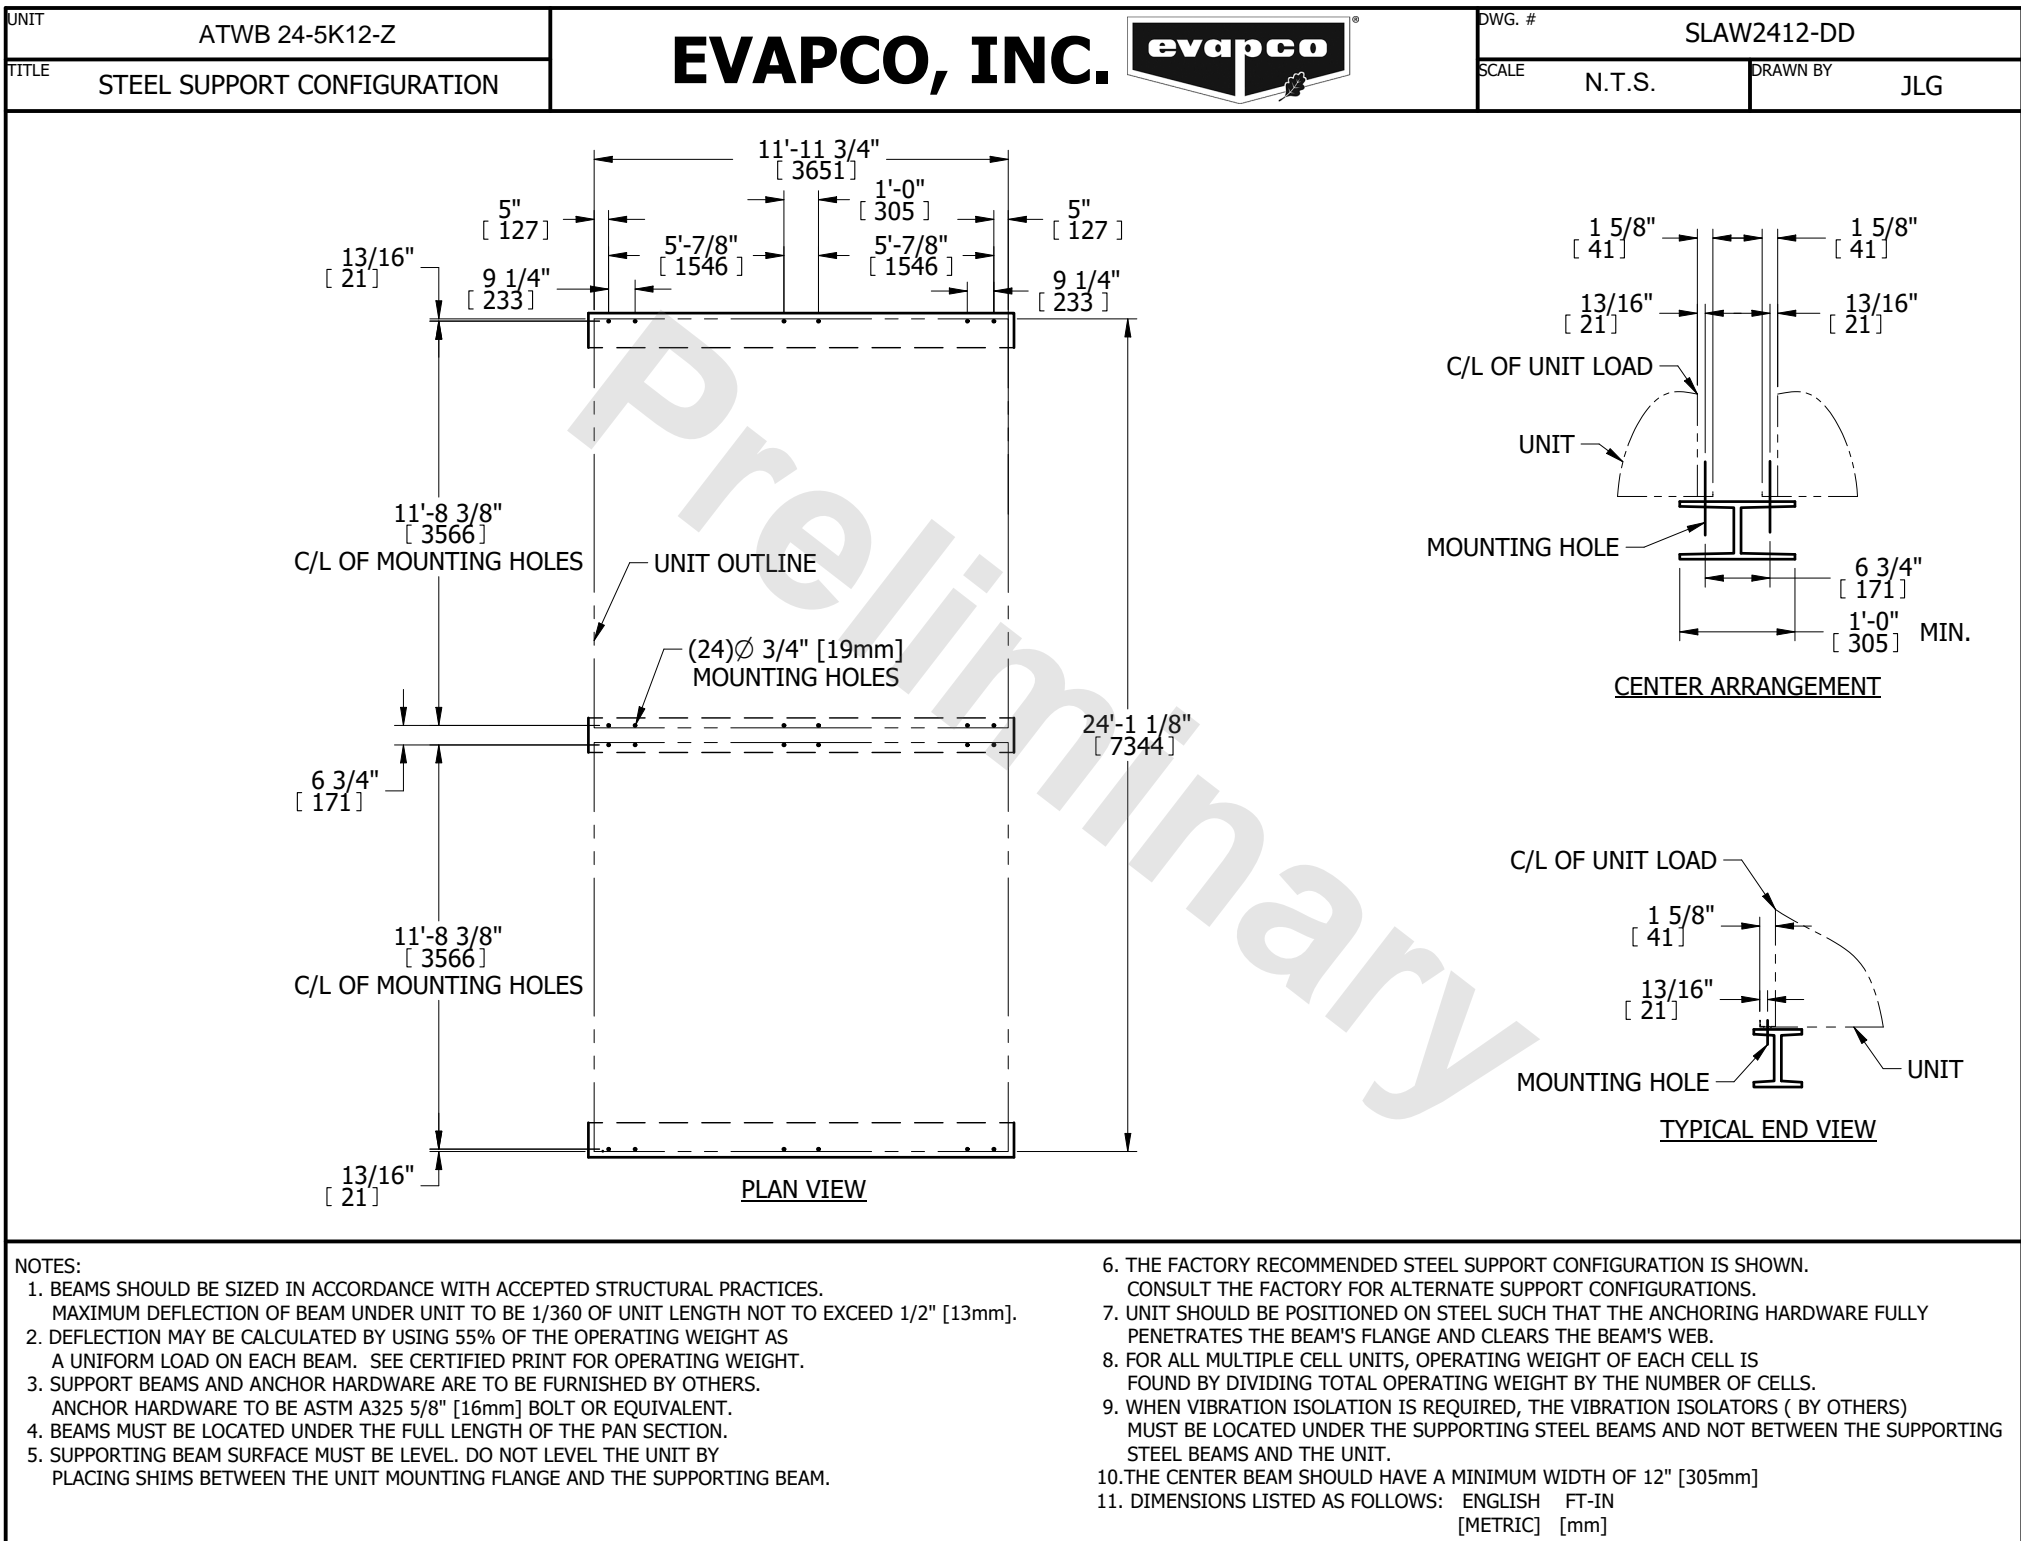 UNIT
ATWB 24-5K12-Z
TITLE
STEEL SUPPORT CONFIGURATION
EVAPCO, INC.
evapco®
DWG. #
SLAW2412-DD
SCALE
N.T.S.
DRAWN BY
JLG
11'-11 3/4"
[ 3651 ]
1'-0"
[ 305 ]
5"
[ 127 ]
5"
[ 127 ]
5'-7/8"
[ 1546 ]
5'-7/8"
[ 1546 ]
13/16"
[ 21 ]
9 1/4"
[ 233 ]
9 1/4"
[ 233 ]
11'-8 3/8"
[ 3566 ]
C/L OF MOUNTING HOLES
UNIT OUTLINE
(24)Ø 3/4" [19mm]
MOUNTING HOLES
24'-1 1/8"
[ 7344 ]
6 3/4"
[ 171 ]
11'-8 3/8"
[ 3566 ]
C/L OF MOUNTING HOLES
13/16"
[ 21 ]
PLAN VIEW
Preliminary
1 5/8"
[ 41 ]
1 5/8"
[ 41 ]
13/16"
[ 21 ]
13/16"
[ 21 ]
C/L OF UNIT LOAD
UNIT
MOUNTING HOLE
6 3/4"
[ 171 ]
1'-0"
[ 305 ] MIN.
CENTER ARRANGEMENT
C/L OF UNIT LOAD
1 5/8"
[ 41 ]
13/16"
[ 21 ]
MOUNTING HOLE
UNIT
TYPICAL END VIEW
NOTES:
1. BEAMS SHOULD BE SIZED IN ACCORDANCE WITH ACCEPTED STRUCTURAL PRACTICES.
MAXIMUM DEFLECTION OF BEAM UNDER UNIT TO BE 1/360 OF UNIT LENGTH NOT TO EXCEED 1/2" [13mm].
2. DEFLECTION MAY BE CALCULATED BY USING 55% OF THE OPERATING WEIGHT AS
A UNIFORM LOAD ON EACH BEAM. SEE CERTIFIED PRINT FOR OPERATING WEIGHT.
3. SUPPORT BEAMS AND ANCHOR HARDWARE ARE TO BE FURNISHED BY OTHERS.
ANCHOR HARDWARE TO BE ASTM A325 5/8" [16mm] BOLT OR EQUIVALENT.
4. BEAMS MUST BE LOCATED UNDER THE FULL LENGTH OF THE PAN SECTION.
5. SUPPORTING BEAM SURFACE MUST BE LEVEL. DO NOT LEVEL THE UNIT BY
PLACING SHIMS BETWEEN THE UNIT MOUNTING FLANGE AND THE SUPPORTING BEAM.
6. THE FACTORY RECOMMENDED STEEL SUPPORT CONFIGURATION IS SHOWN.
CONSULT THE FACTORY FOR ALTERNATE SUPPORT CONFIGURATIONS.
7. UNIT SHOULD BE POSITIONED ON STEEL SUCH THAT THE ANCHORING HARDWARE FULLY
PENETRATES THE BEAM'S FLANGE AND CLEARS THE BEAM'S WEB.
8. FOR ALL MULTIPLE CELL UNITS, OPERATING WEIGHT OF EACH CELL IS
FOUND BY DIVIDING TOTAL OPERATING WEIGHT BY THE NUMBER OF CELLS.
9. WHEN VIBRATION ISOLATION IS REQUIRED, THE VIBRATION ISOLATORS ( BY OTHERS)
MUST BE LOCATED UNDER THE SUPPORTING STEEL BEAMS AND NOT BETWEEN THE SUPPORTING
STEEL BEAMS AND THE UNIT.
10.THE CENTER BEAM SHOULD HAVE A MINIMUM WIDTH OF 12" [305mm]
11. DIMENSIONS LISTED AS FOLLOWS: ENGLISH FT-IN
[METRIC] [mm]